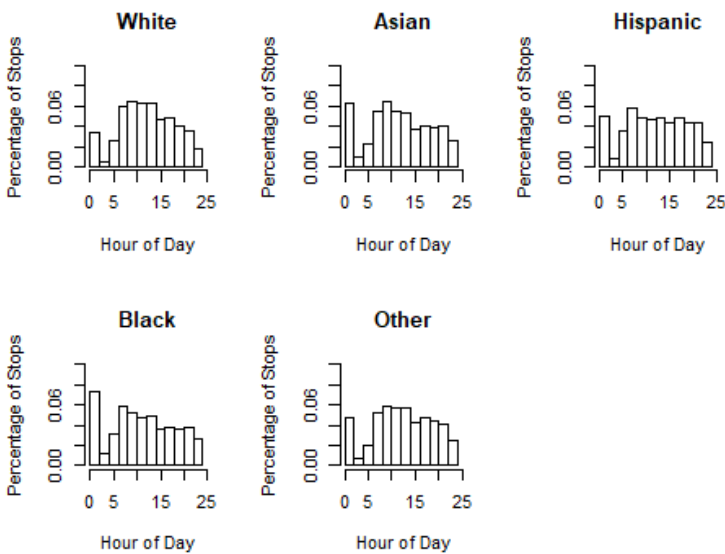 White
Percentage of Stops
0.06
0.00
0 5 15 25
Hour of Day
Asian
Percentage of Stops
0.06
0.00
0 5 15 25
Hour of Day
Hispanic
Percentage of Stops
0.06
0.00
0 5 15 25
Hour of Day
Black
Percentage of Stops
0.06
0.00
0 5 15 25
Hour of Day
Other
Percentage of Stops
0.06
0.00
0 5 15 25
Hour of Day